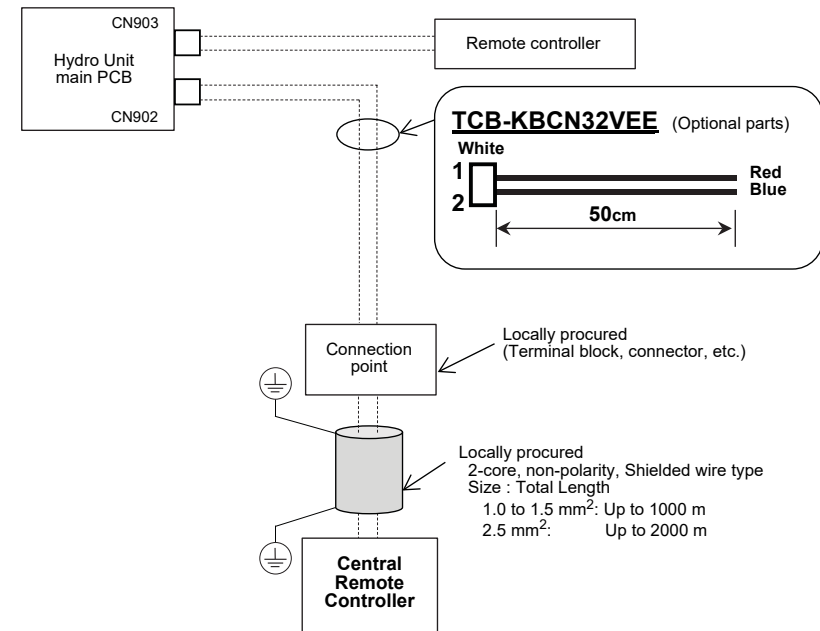 CN903
Hydro Unit
main PCB
CN902
Remote controller
TCB-KBCN32VEE (Optional parts)
White
1
2
Red
Blue
50cm
Connection
point
Locally procured
(Terminal block, connector, etc.)
Locally procured
2-core, non-polarity, Shielded wire type
Size : Total Length
1.0 to 1.5 mm²: Up to 1000 m
2.5 mm²: Up to 2000 m
Central
Remote
Controller